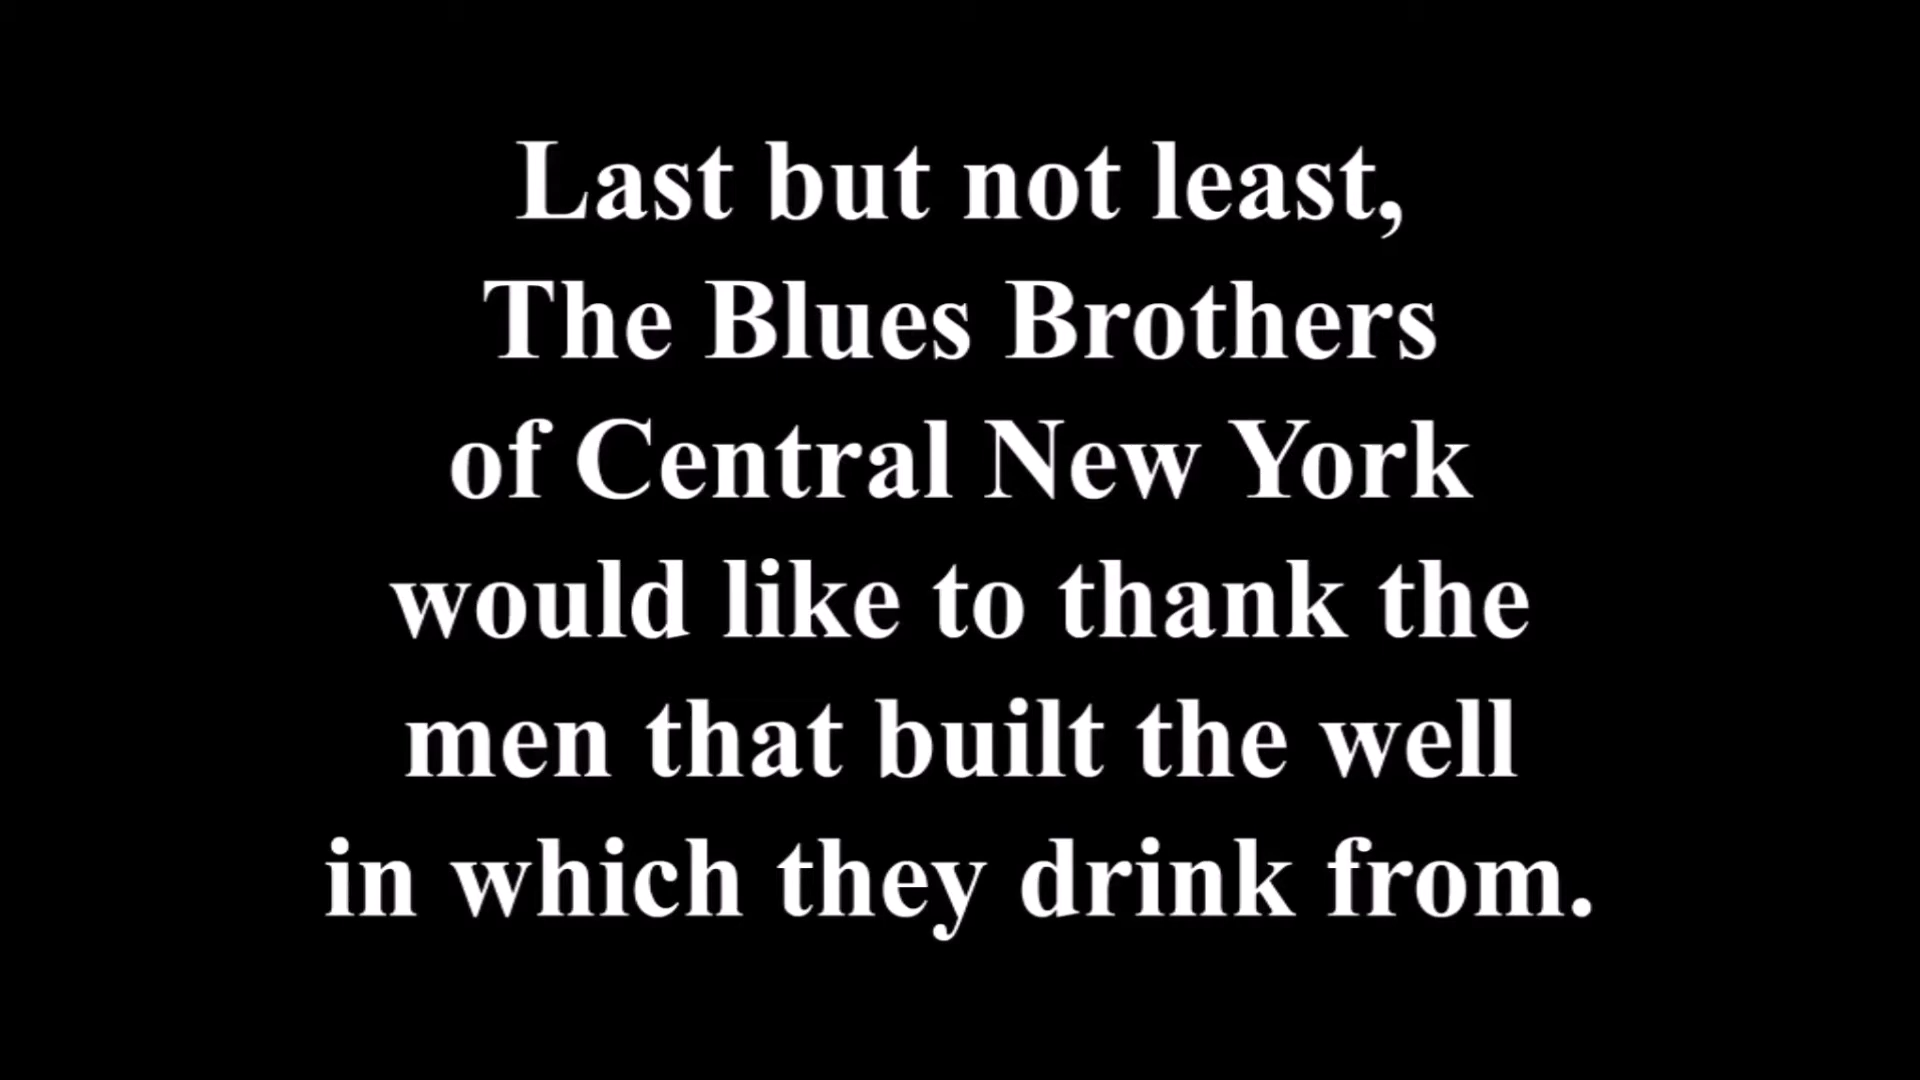 Last but not least,
The Blues Brothers
of Central New York
would like to thank the
men that built the well
in which they drink from.